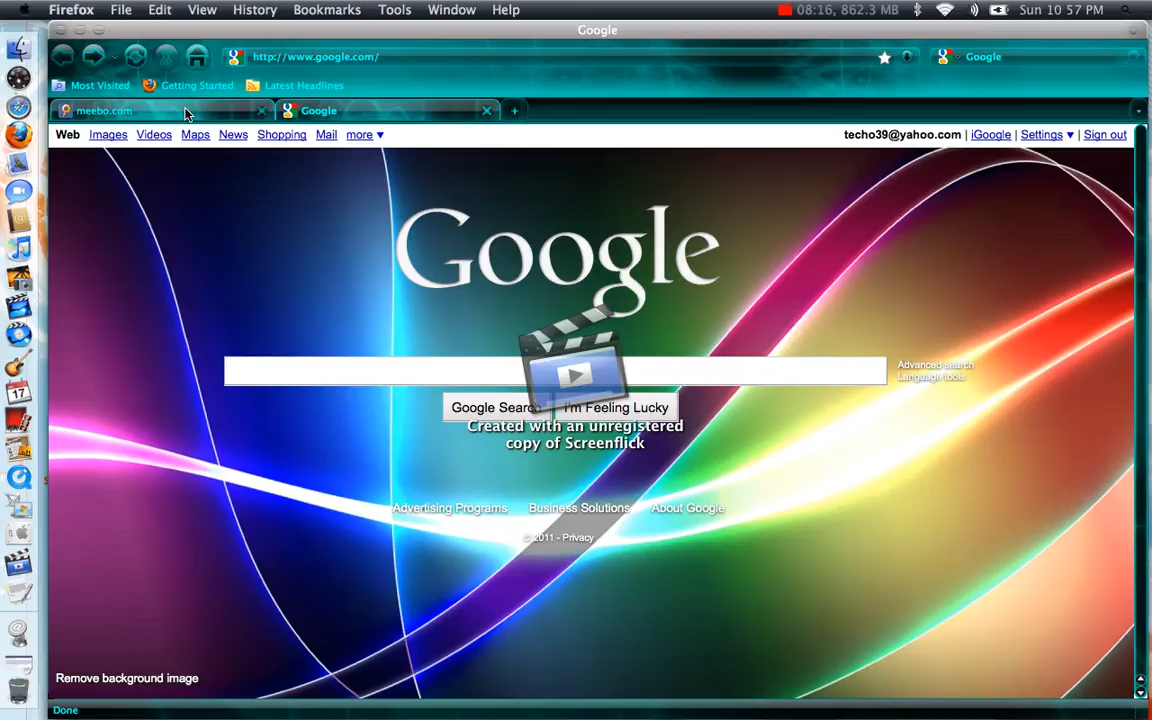 Firefox File Edit View History Bookmarks Tools Window Help 08:16, 862.3 MB Sun 10 57 PM
Google
http://www.google.com/ Google
Most Visited Getting Started Latest Headlines
meebo.com Google
Web Images Videos Maps News Shopping Mail more ▼ techo39@yahoo.com | iGoogle | Settings ▼ | Sign out
Google
Advanced search
Language tools
Google Search I'm Feeling Lucky
Created with an unregistered
copy of Screenflick
Advertising Programs Business Solutions About Google
© 2011 - Privacy
Remove background image
Done
17